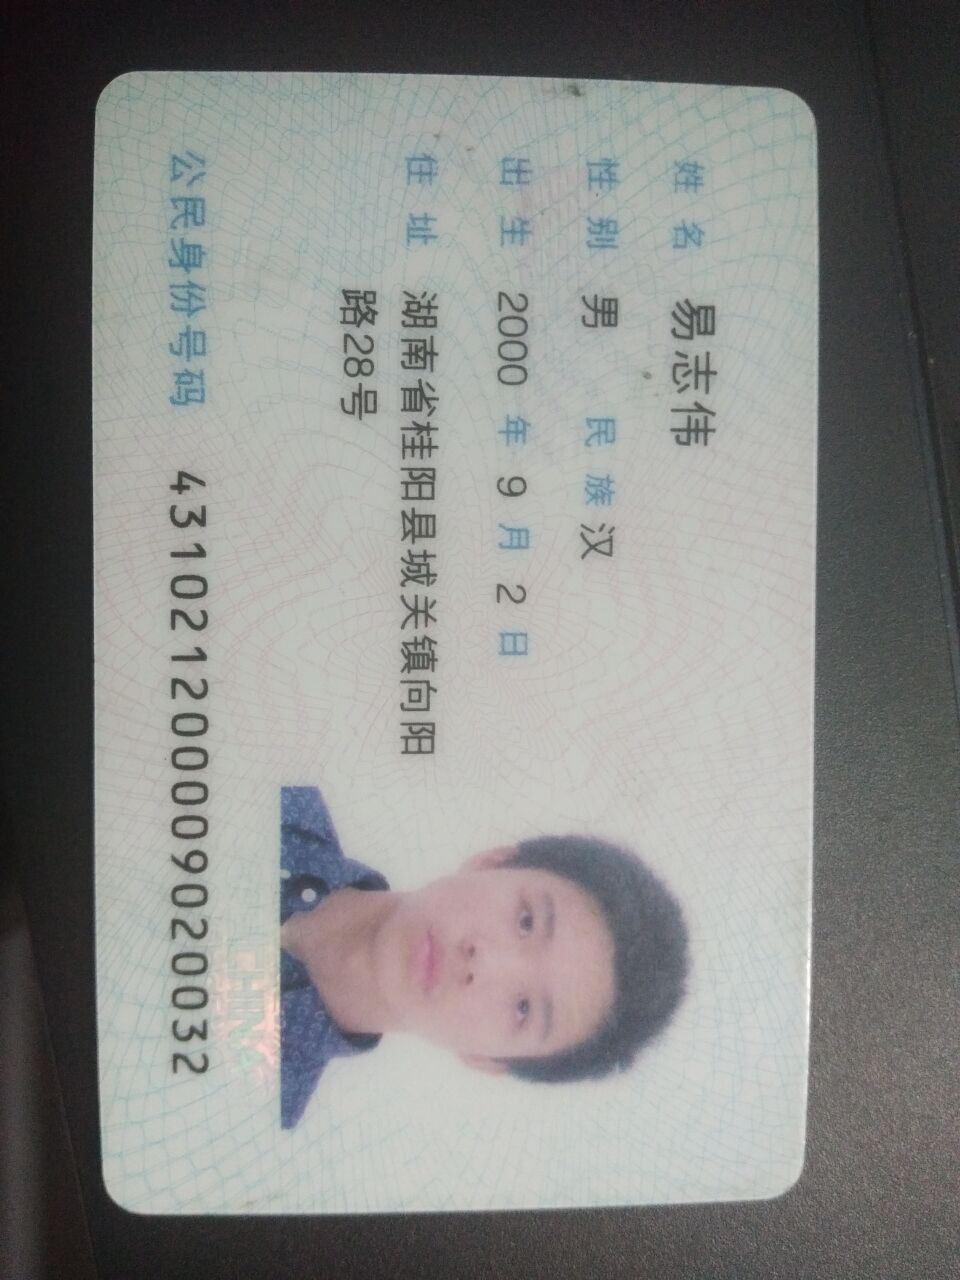 姓名 易志伟
性别 男 民族 汉
出生 2000 年 9 月 2 日
住址 湖南省桂阳县城关镇向阳
路28号
公民身份号码 431021200009020032
CHINA